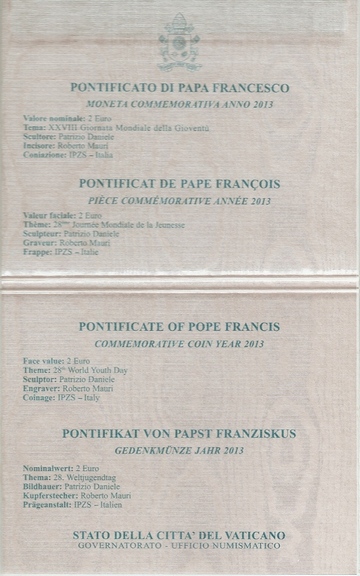 PONTIFICATO DI PAPA FRANCESCO
MONETA COMMEMORATIVA ANNO 2013
Valore nominale: 2 Euro
Tema: XXVIII Giornata Mondiale della Gioventù
Scultore: Patrizio Daniele
Incisore: Roberto Mauri
Coniazione: IPZS – Italia
PONTIFICAT DE PAPE FRANÇOIS
PIÈCE COMMÉMORATIVE ANNÉE 2013
Valeur faciale: 2 Euro
Thème: 28ème Journée Mondiale de la Jeunesse
Sculpteur: Patrizio Daniele
Graveur: Roberto Mauri
Frappe: IPZS – Italie
PONTIFICATE OF POPE FRANCIS
COMMEMORATIVE COIN YEAR 2013
Face value: 2 Euro
Theme: 28th World Youth Day
Sculptor: Patrizio Daniele
Engraver: Roberto Mauri
Coinage: IPZS – Italy
PONTIFIKAT VON PAPST FRANZISKUS
GEDENKMÜNZE JAHR 2013
Nominalwert: 2 Euro
Thema: 28. Weltjugendtag
Bildhauer: Patrizio Daniele
Kupferstecher: Roberto Mauri
Prägeanstalt: IPZS – Italien
STATO DELLA CITTA' DEL VATICANO
GOVERNATORATO - UFFICIO NUMISMATICO